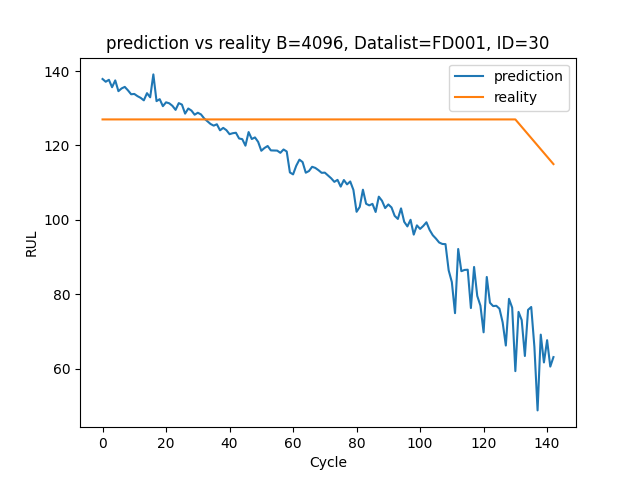 prediction vs reality B=4096, Datalist=FD001, ID=30
prediction
reality
140
120
100
80
60
RUL
0 20 40 60 80 100 120 140
Cycle